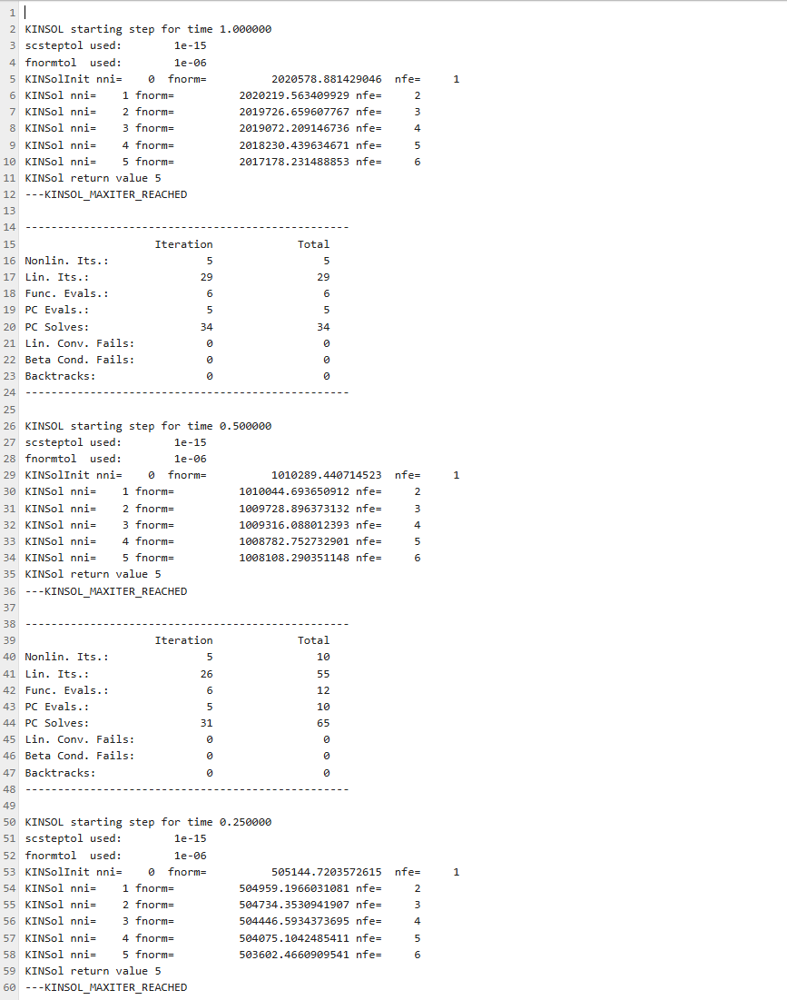 1
2 KINSOL starting step for time 1.000000
3 scsteptol used:        1e-15
4 fnormtol  used:        1e-06
5 KINSolInit nni=    0  fnorm=          2020578.881429046  nfe=     1
6 KINSol nni=    1 fnorm=          2020219.563409929 nfe=     2
7 KINSol nni=    2 fnorm=          2019726.659607767 nfe=     3
8 KINSol nni=    3 fnorm=          2019072.209146736 nfe=     4
9 KINSol nni=    4 fnorm=          2018230.439634671 nfe=     5
10 KINSol nni=    5 fnorm=          2017178.231488853 nfe=     6
11 KINSol return value 5
12 ---KINSOL_MAXITER_REACHED
13
14 --------------------------------------------------
15                     Iteration             Total
16 Nonlin. Its.:               5                 5
17 Lin. Its.:                 29                29
18 Func. Evals.:               6                 6
19 PC Evals.:                  5                 5
20 PC Solves:                 34                34
21 Lin. Conv. Fails:           0                 0
22 Beta Cond. Fails:           0                 0
23 Backtracks:                 0                 0
24 --------------------------------------------------
25
26 KINSOL starting step for time 0.500000
27 scsteptol used:        1e-15
28 fnormtol  used:        1e-06
29 KINSolInit nni=    0  fnorm=          1010289.440714523  nfe=     1
30 KINSol nni=    1 fnorm=          1010044.693650912 nfe=     2
31 KINSol nni=    2 fnorm=          1009728.896373132 nfe=     3
32 KINSol nni=    3 fnorm=          1009316.088012393 nfe=     4
33 KINSol nni=    4 fnorm=          1008782.752732901 nfe=     5
34 KINSol nni=    5 fnorm=          1008108.290351148 nfe=     6
35 KINSol return value 5
36 ---KINSOL_MAXITER_REACHED
37
38 --------------------------------------------------
39                     Iteration             Total
40 Nonlin. Its.:               5                10
41 Lin. Its.:                 26                55
42 Func. Evals.:               6                12
43 PC Evals.:                  5                10
44 PC Solves:                 31                65
45 Lin. Conv. Fails:           0                 0
46 Beta Cond. Fails:           0                 0
47 Backtracks:                 0                 0
48 --------------------------------------------------
49
50 KINSOL starting step for time 0.250000
51 scsteptol used:        1e-15
52 fnormtol  used:        1e-06
53 KINSolInit nni=    0  fnorm=          505144.7203572615  nfe=     1
54 KINSol nni=    1 fnorm=          504959.1966031081 nfe=     2
55 KINSol nni=    2 fnorm=          504734.3530941907 nfe=     3
56 KINSol nni=    3 fnorm=          504446.5934373695 nfe=     4
57 KINSol nni=    4 fnorm=          504075.1042485411 nfe=     5
58 KINSol nni=    5 fnorm=          503602.4660909541 nfe=     6
59 KINSol return value 5
60 ---KINSOL_MAXITER_REACHED